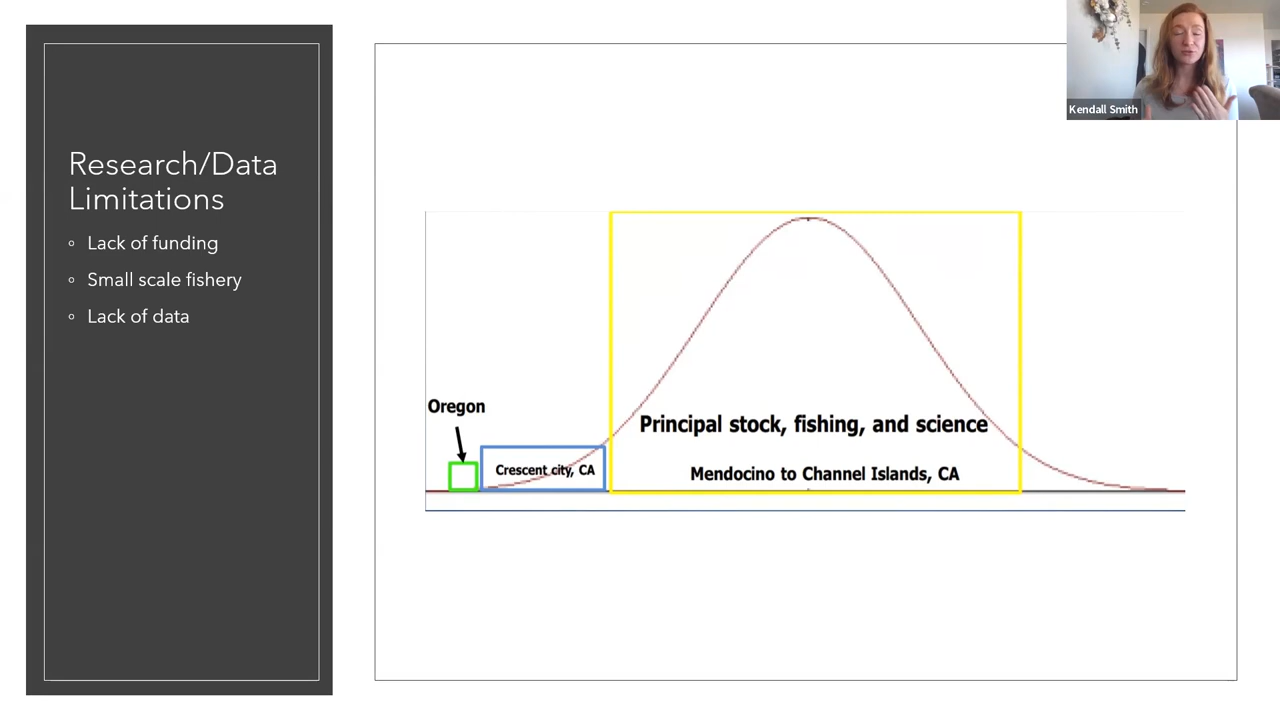 Research/Data
Limitations
Lack of funding
Small scale fishery
Lack of data
Kendall Smith
Oregon
Crescent city, CA
Principal stock, fishing, and science
Mendocino to Channel Islands, CA